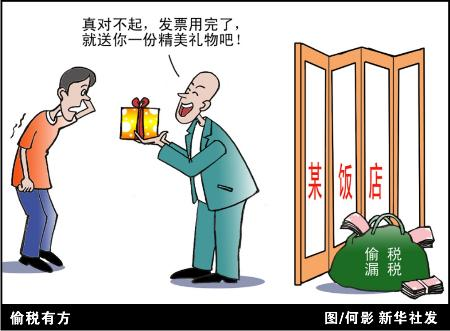 真对不起，发票用完了，
就送你一份精美礼物吧！
某饭店
偷税
漏税
偷税有方
图/何影 新华社发